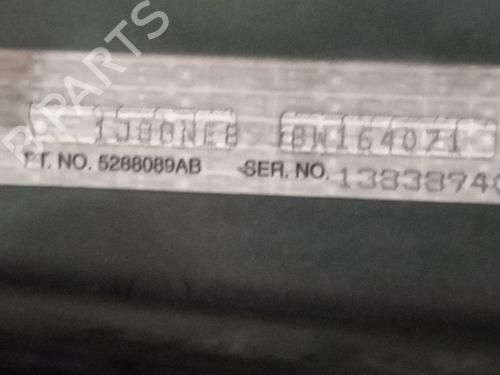 B-PARTS
1J80NE8 8W164071
PT. NO. 5288089AB SER. NO. 1383894